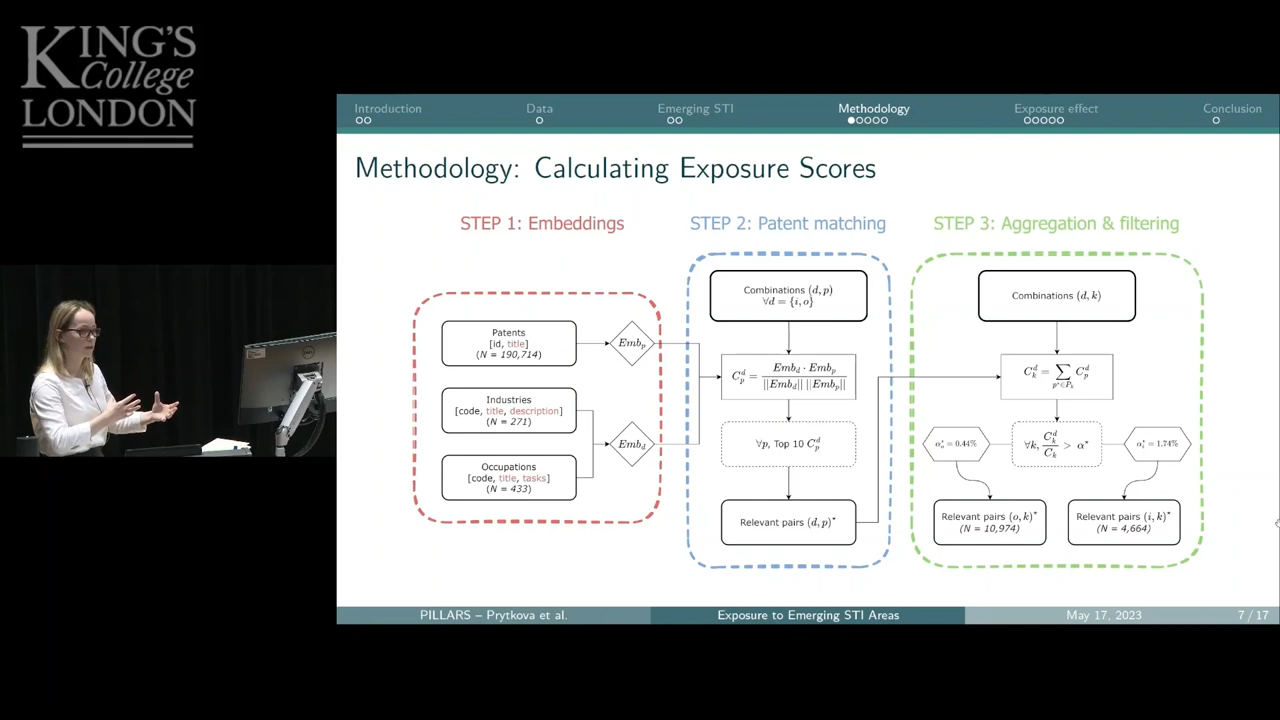 KING'S
College
LONDON
Introduction
Data
Emerging STI
Methodology
Exposure effect
Conclusion
Methodology: Calculating Exposure Scores
STEP 1: Embeddings
Patents
[id, title]
(N = 190,714)
Emb_p
Industries
[code, title, description]
(N = 271)
Occupations
[code, title, tasks]
(N = 433)
Emb_d
STEP 2: Patent matching
Combinations (d, p)
∀d = {i, o}
C_p^d = Emb_d · Emb_p / ||Emb_d|| ||Emb_p||
∀p, Top 10 C_p^d
Relevant pairs (d, p)*
STEP 3: Aggregation & filtering
Combinations (d, k)
C_k^d = ∑_{p*∈P_k} C_p^d
α_o* = 0.44%
∀k, C_k^d / C_k > α*
α_i* = 1.74%
Relevant pairs (o, k)*
(N = 10,974)
Relevant pairs (i, k)*
(N = 4,664)
PILLARS – Prytkova et al.
Exposure to Emerging STI Areas
May 17, 2023
7 / 17